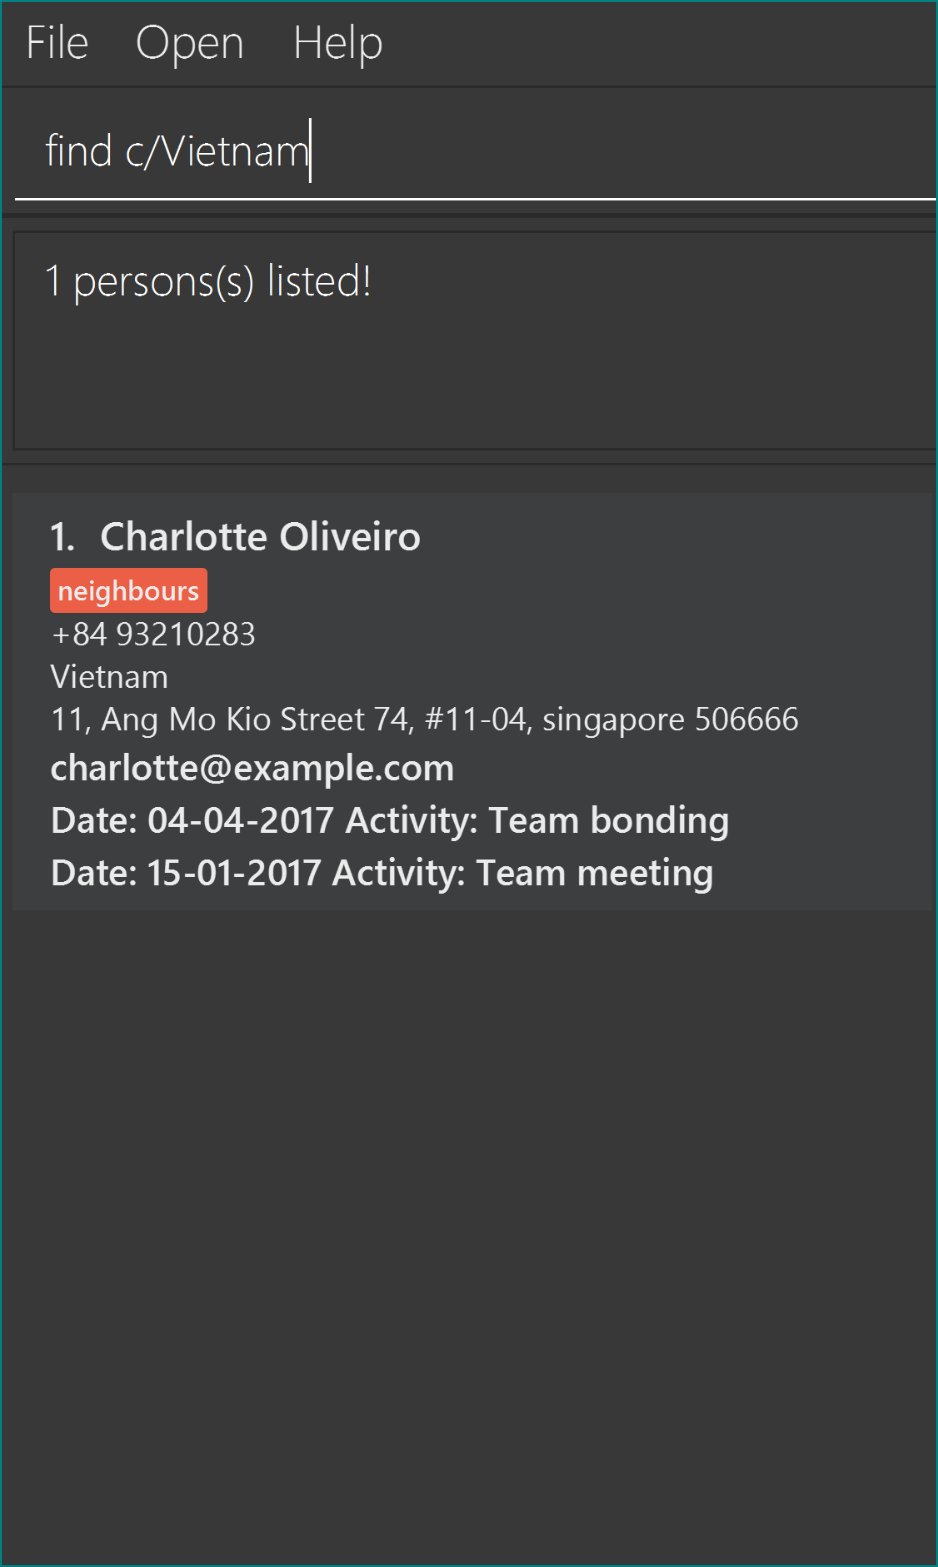 File Open Help
find c/Vietnam
1 persons(s) listed!
1. Charlotte Oliveiro
neighbours
+84 93210283
Vietnam
11, Ang Mo Kio Street 74, #11-04, singapore 506666
charlotte@example.com
Date: 04-04-2017 Activity: Team bonding
Date: 15-01-2017 Activity: Team meeting